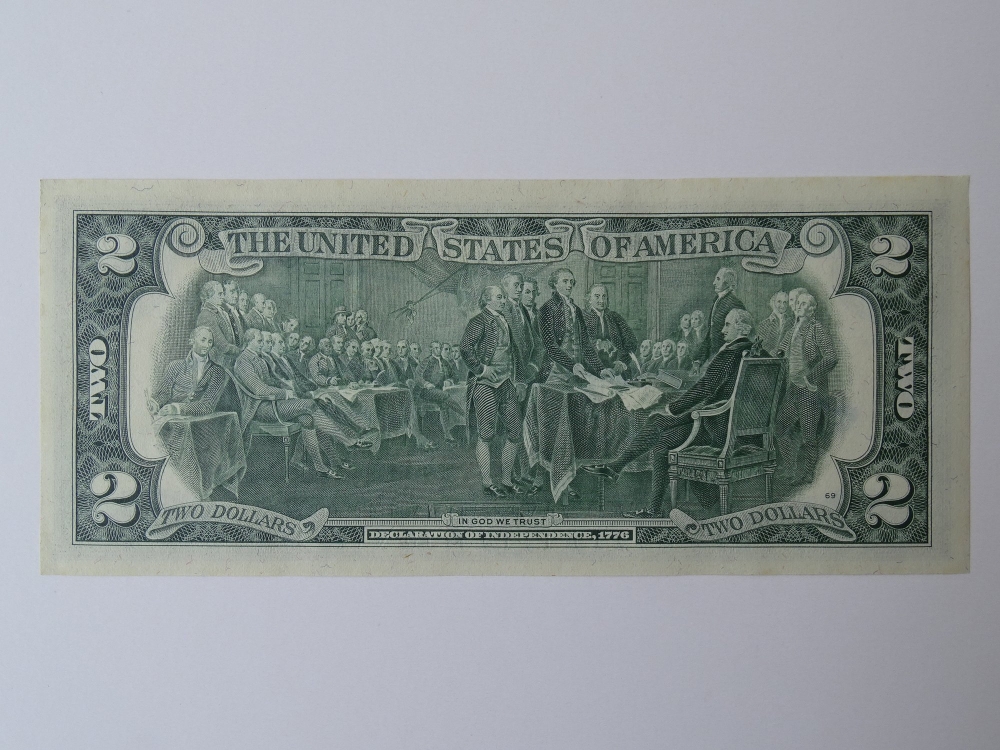 THE UNITED STATES OF AMERICA
2 2
TWO TWO
2 2
69
TWO DOLLARS TWO DOLLARS
IN GOD WE TRUST
DECLARATION OF INDEPENDENCE, 1776